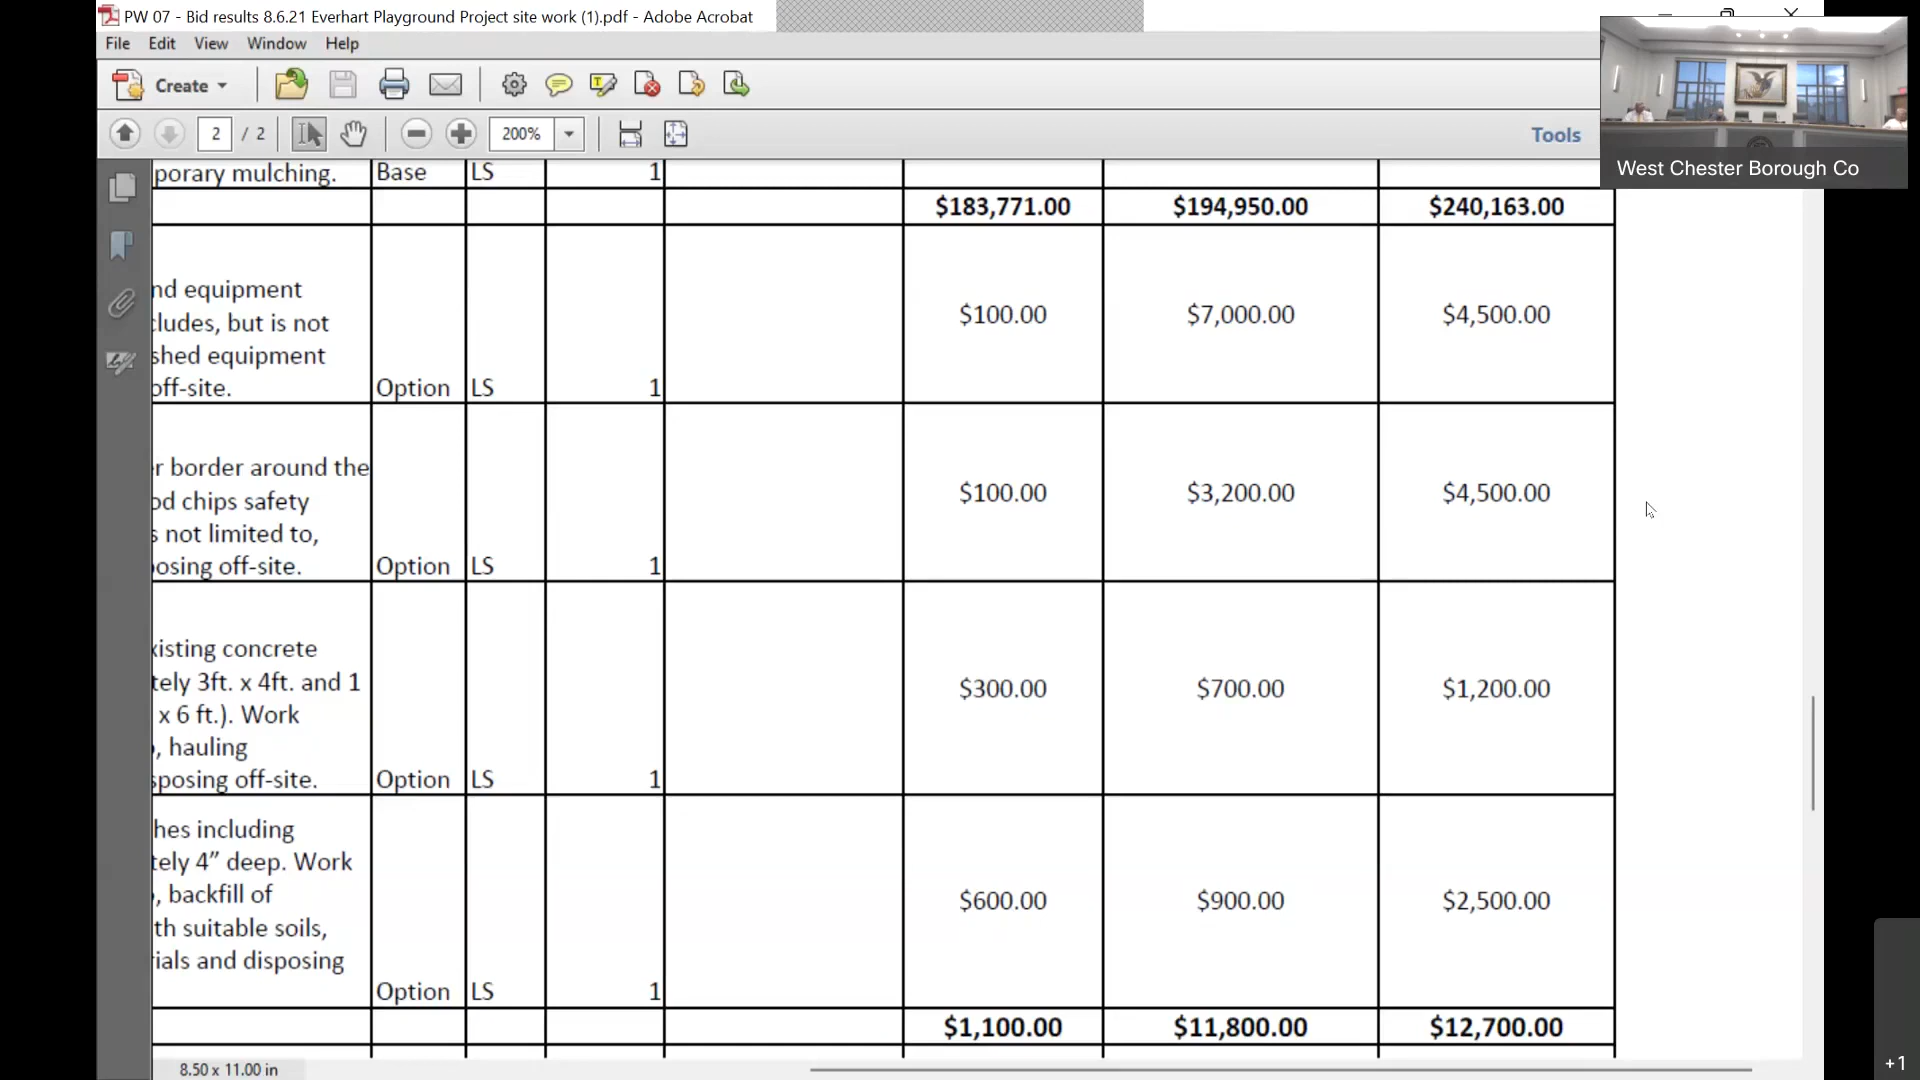 PW 07 - Bid results 8.6.21 Everhart Playground Project site work (1).pdf - Adobe Acrobat
File Edit View Window Help
Create
2 / 2 200% Tools
West Chester Borough Co
porary mulching. Base LS 1
$183,771.00 $194,950.00 $240,163.00
nd equipment
cludes, but is not
shed equipment
off-site. Option LS 1 $100.00 $7,000.00 $4,500.00
r border around the
od chips safety
s not limited to,
osing off-site. Option LS 1 $100.00 $3,200.00 $4,500.00
xisting concrete
tely 3ft. x 4ft. and 1
x 6 ft.). Work
, hauling
sposing off-site. Option LS 1 $300.00 $700.00 $1,200.00
hes including
tely 4” deep. Work
, backfill of
th suitable soils,
rials and disposing
Option LS 1 $600.00 $900.00 $2,500.00
$1,100.00 $11,800.00 $12,700.00
8.50 x 11.00 in
+1